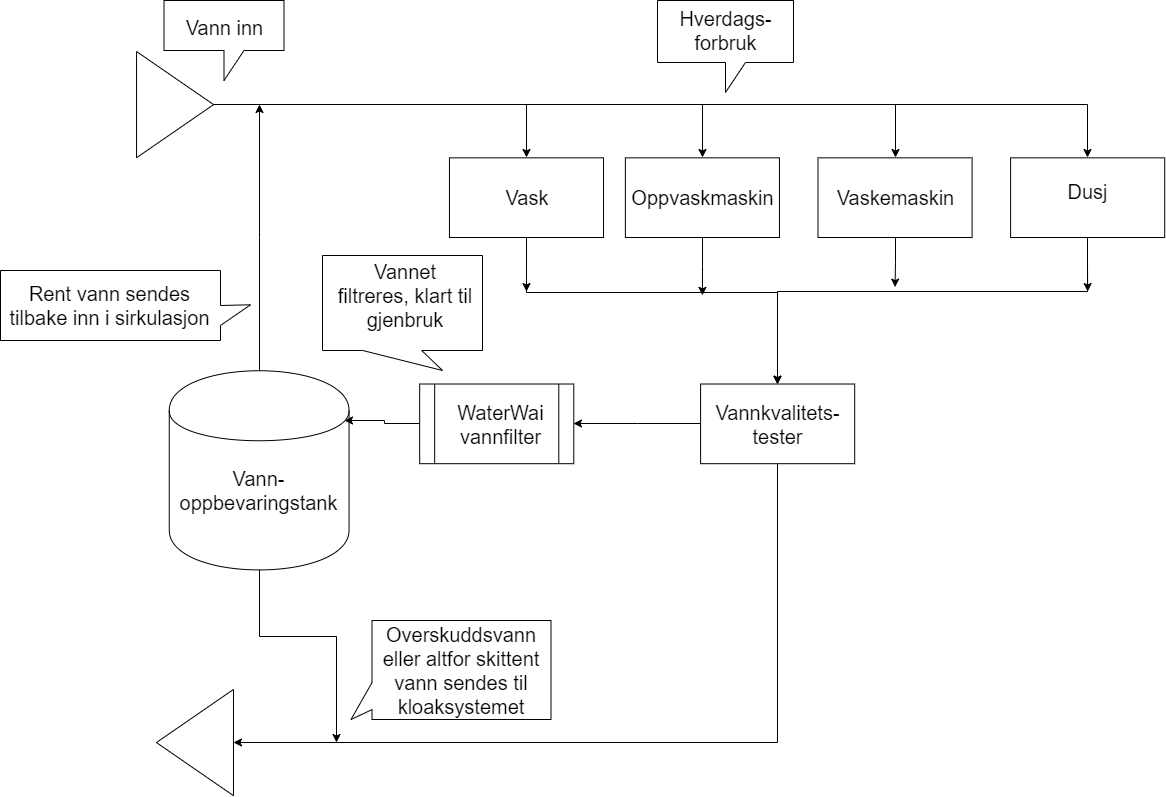 Vann inn
Hverdags-
forbruk
Vask
Oppvaskmaskin
Vaskemaskin
Dusj
Vannet
filtreres, klart til
gjenbruk
Rent vann sendes
tilbake inn i sirkulasjon
WaterWai
vannfilter
Vannkvalitets-
tester
Vann-
oppbevaringstank
Overskuddsvann
eller altfor skittent
vann sendes til
kloaksystemet